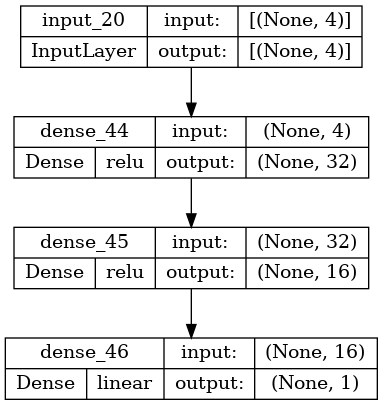 input_20 input: [(None, 4)]
InputLayer output: [(None, 4)]
dense_44 input: (None, 4)
Dense relu output: (None, 32)
dense_45 input: (None, 32)
Dense relu output: (None, 16)
dense_46 input: (None, 16)
Dense linear output: (None, 1)